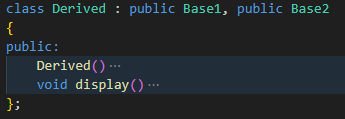 class Derived : public Base1, public Base2
{
public:
    Derived()···
    void display()···
};